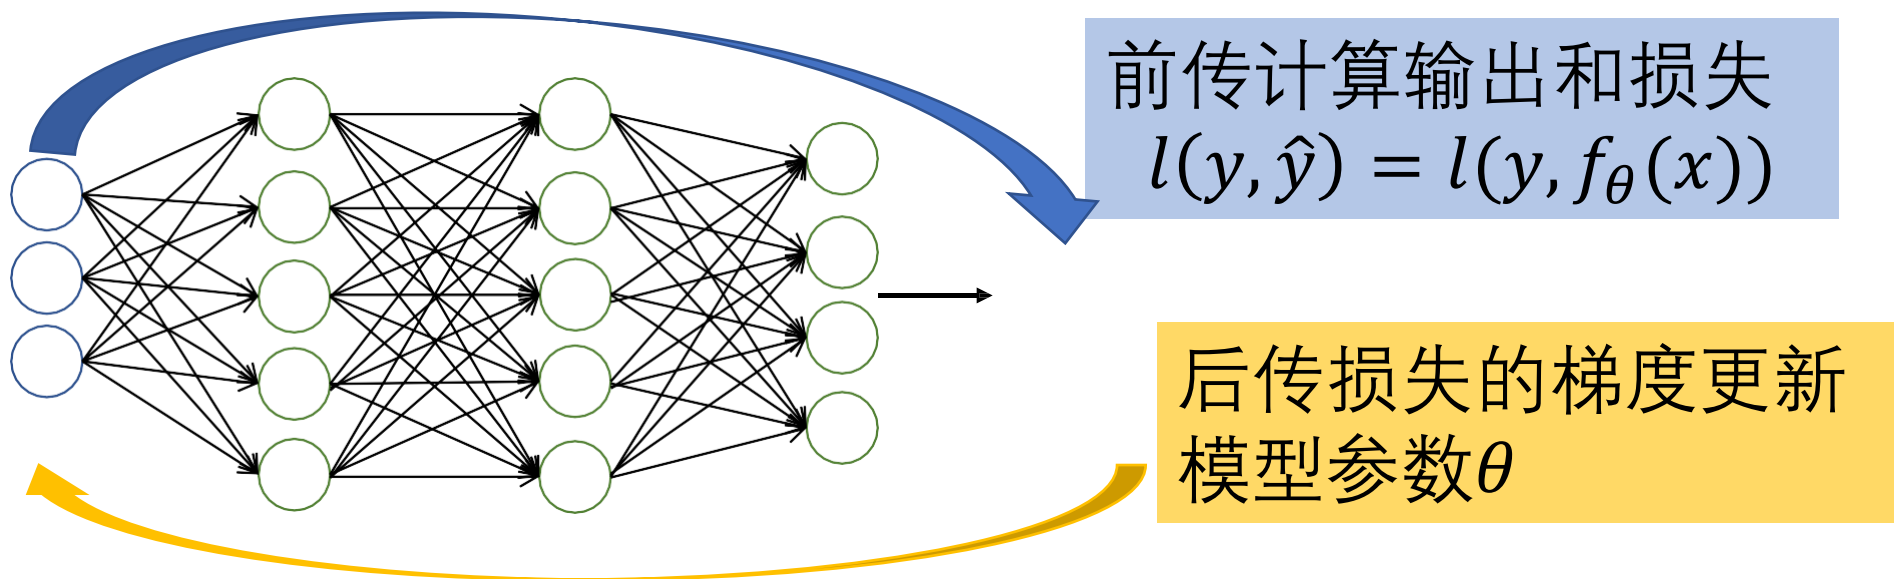 前传计算输出和损失
l(y, ŷ) = l(y, f_θ(x))
后传损失的梯度更新
模型参数θ